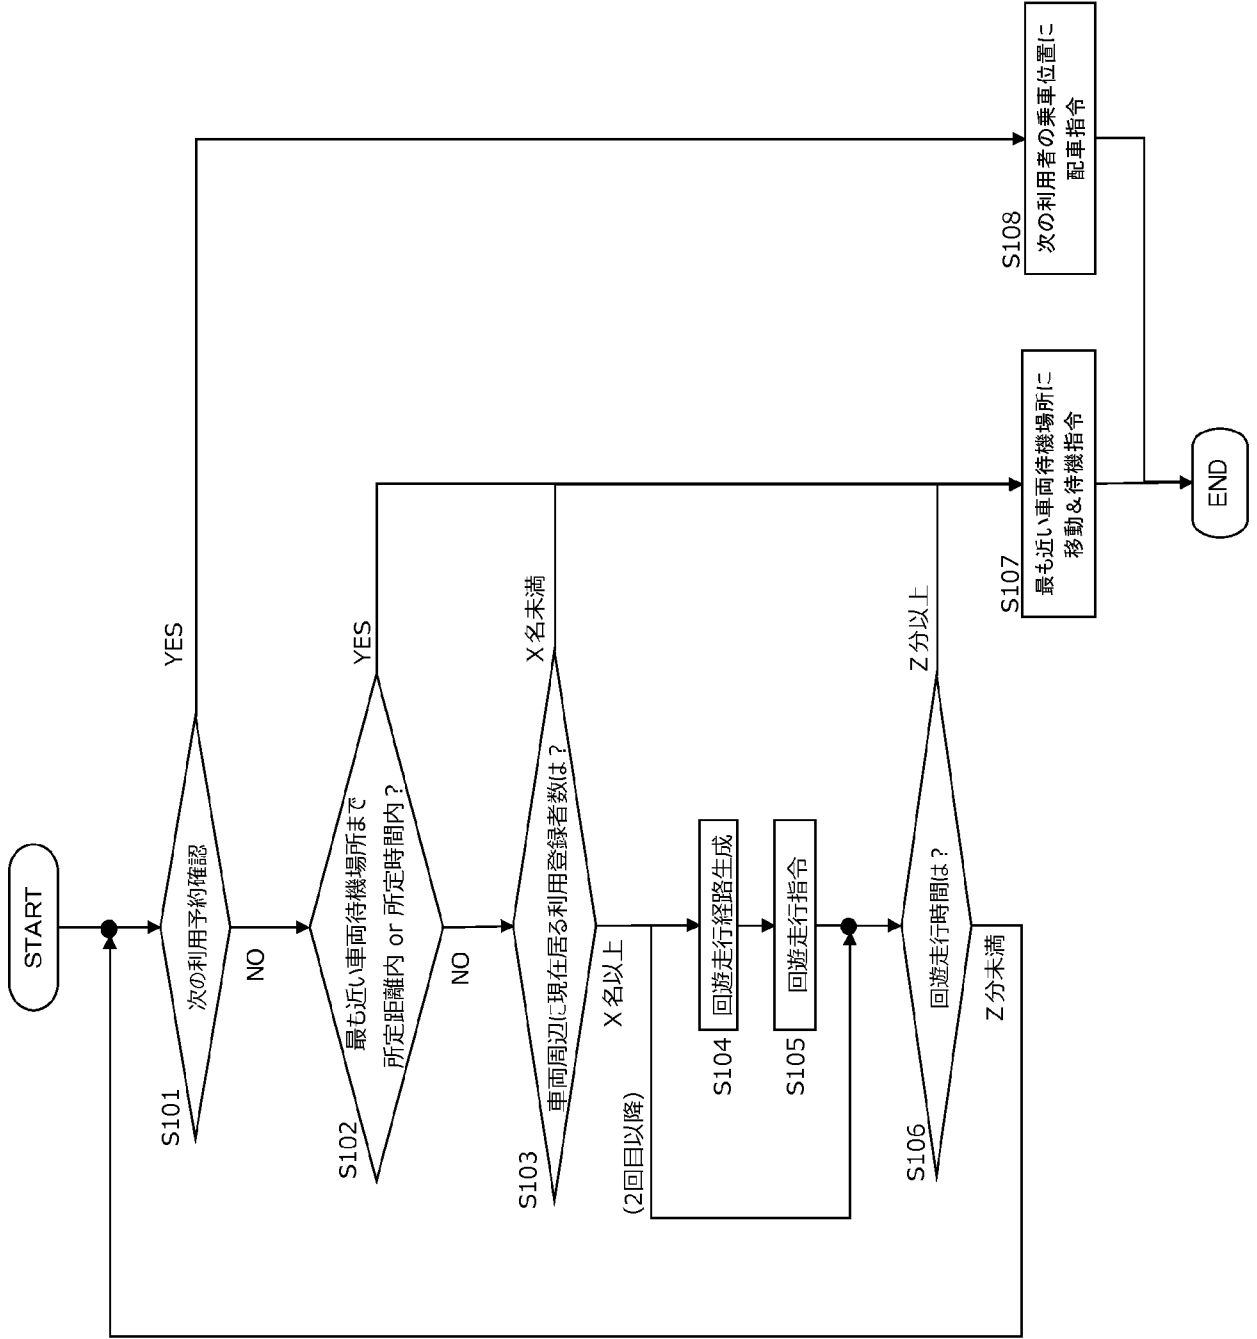 START
S101
次の利用予約確認
YES
NO
S102
最も近い車両待機場所まで
所定距離内 or 所定時間内?
YES
NO
S103
車両周辺に現在居る利用登録者数は?
X名未満
X名以上
(2回目以降)
S104
回遊走行経路生成
S105
回遊走行指令
S106
回遊走行時間は?
Z分以上
Z分未満
S107
最も近い車両待機場所に
移動&待機指令
S108
次の利用者の乗車位置に
配車指令
END